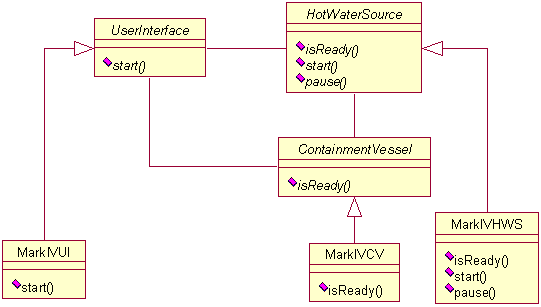 UserInterface
start()
HotWaterSource
isReady()
start()
pause()
ContainmentVessel
isReady()
MarkIVUI
start()
MarkIVCV
isReady()
MarkIVHWS
isReady()
start()
pause()